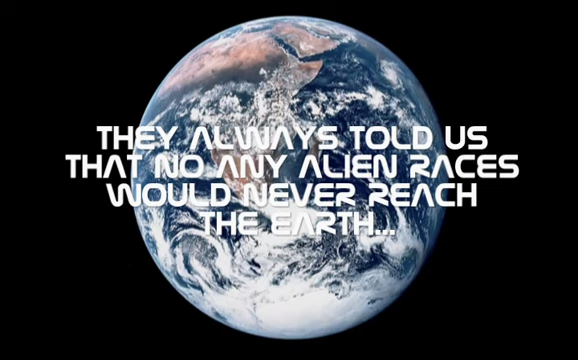 THEY ALWAYS TOLD US
THAT NO ANY ALIEN RACES
WOULD NEVER REACH
THE EARTH...